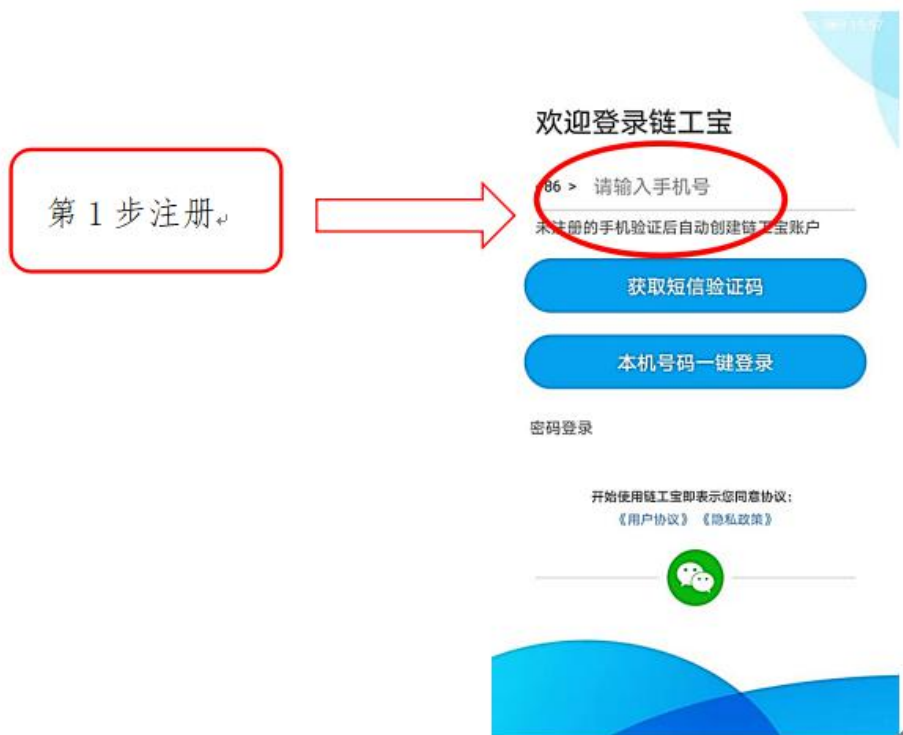 第1步注册
欢迎登录链工宝
86 > 请输入手机号
未注册的手机验证后自动创建链工宝账户
获取短信验证码
本机号码一键登录
密码登录
开始使用链工宝即表示您同意协议:
《用户协议》《隐私政策》